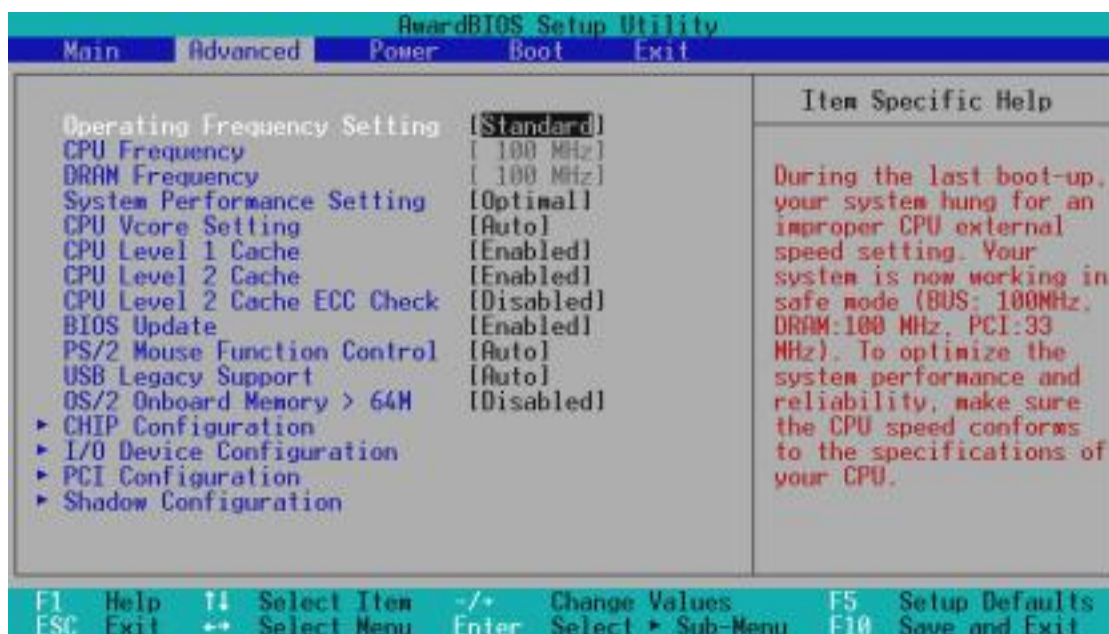 AwardBIOS Setup Utility
Main Advanced Power Boot Exit
Item Specific Help
Operating Frequency Setting [Standard]
CPU Frequency [ 100 MHz]
DRAM Frequency [ 100 MHz]
System Performance Setting [Optimal]
CPU Vcore Setting [Auto]
CPU Level 1 Cache [Enabled]
CPU Level 2 Cache [Enabled]
CPU Level 2 Cache ECC Check [Disabled]
BIOS Update [Enabled]
PS/2 Mouse Function Control [Auto]
USB Legacy Support [Auto]
OS/2 Onboard Memory > 64M [Disabled]
► CHIP Configuration
► I/O Device Configuration
► PCI Configuration
► Shadow Configuration
During the last boot-up,
your system hung for an
improper CPU external
speed setting. Your
system is now working in
safe mode (BUS: 100MHz,
DRAM:100 MHz, PCI:33
MHz). To optimize the
system performance and
reliability, make sure
the CPU speed conforms
to the specifications of
your CPU.
F1 Help ↑↓ Select Item -/+ Change Values F5 Setup Defaults
ESC Exit ←→ Select Menu Enter Select ► Sub-Menu F10 Save and Exit